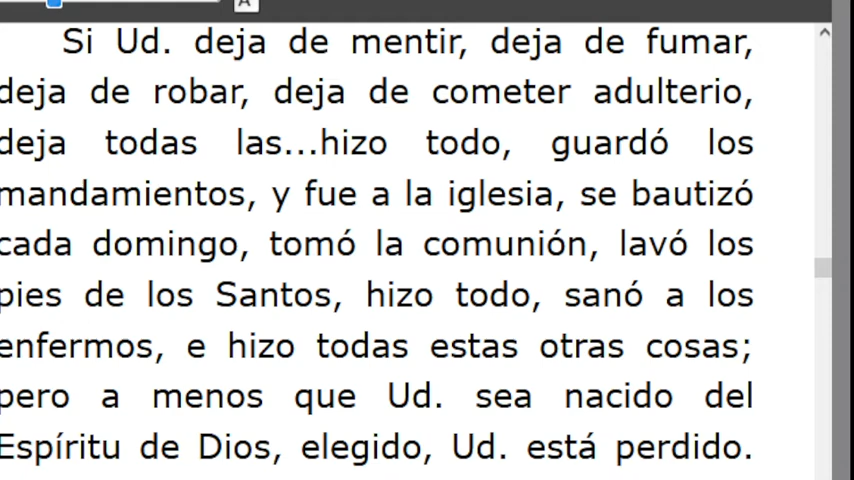 Si Ud. deja de mentir, deja de fumar,
deja de robar, deja de cometer adulterio,
deja todas las...hizo todo, guardó los
mandamientos, y fue a la iglesia, se bautizó
cada domingo, tomó la comunión, lavó los
pies de los Santos, hizo todo, sanó a los
enfermos, e hizo todas estas otras cosas;
pero a menos que Ud. sea nacido del
Espíritu de Dios, elegido, Ud. está perdido.